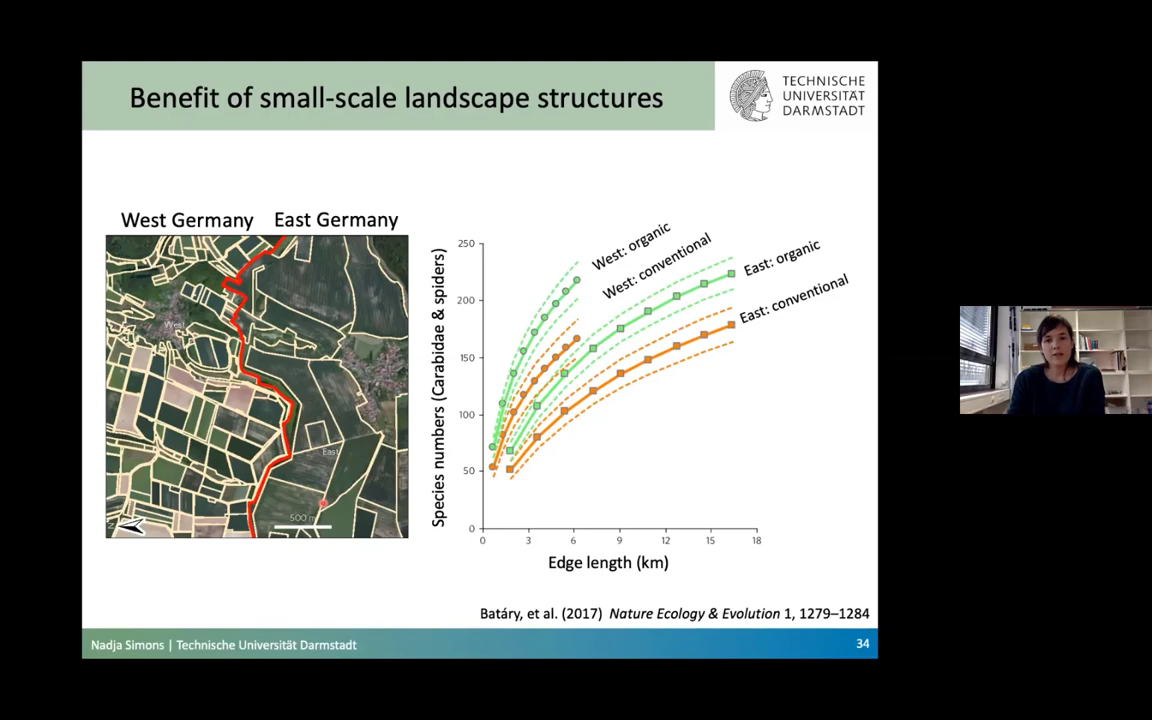 Benefit of small-scale landscape structures
TECHNISCHE
UNIVERSITÄT
DARMSTADT
West Germany
East Germany
West
East
500 m
N
Species numbers (Carabidae & spiders)
250
200
150
100
50
0
0
3
6
9
12
15
18
Edge length (km)
West: organic
West: conventional
East: organic
East: conventional
Batáry, et al. (2017) Nature Ecology & Evolution 1, 1279–1284
Nadja Simons | Technische Universität Darmstadt
34